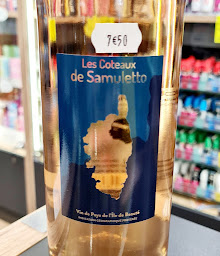 7€50
Les Coteaux
de Samuletto
Vin de Pays de l'Île de Beauté